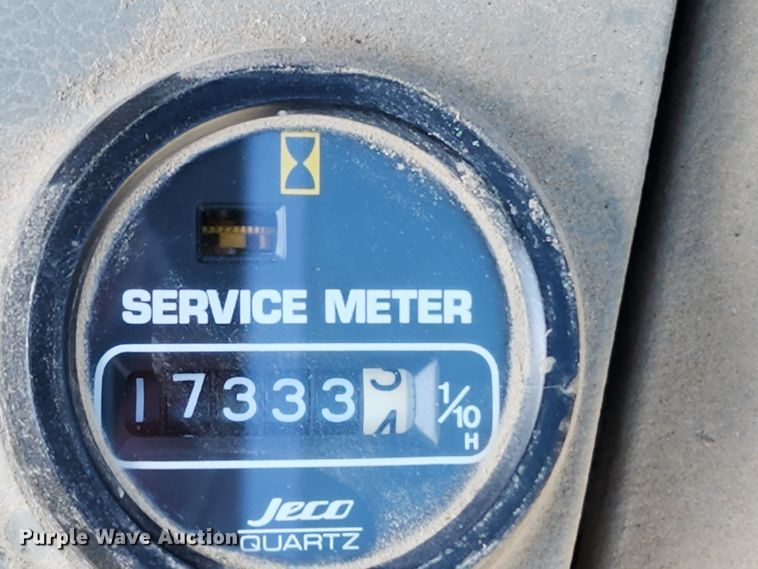 SERVICE METER
17333 1/10
H
Jeco
QUARTZ
Purple Wave Auction